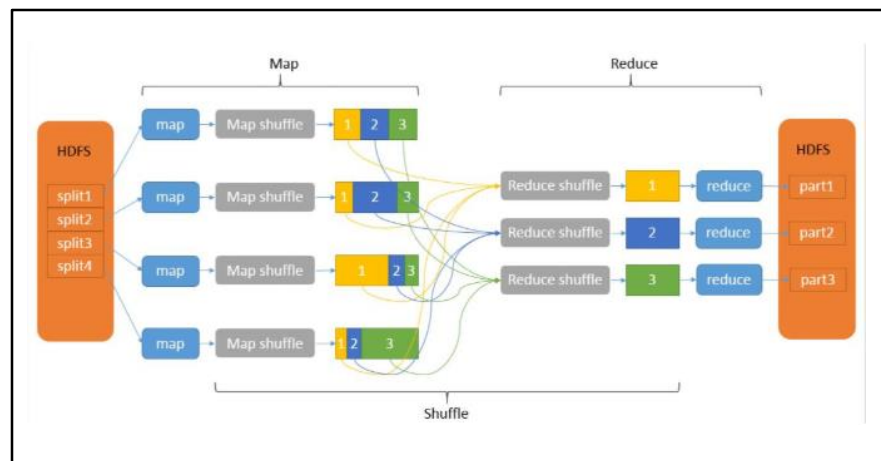 Map
Reduce
HDFS
split1
split2
split3
split4
map
Map shuffle
1 2 3
map
Map shuffle
1 2 3
map
Map shuffle
1 2 3
map
Map shuffle
1 2 3
Reduce shuffle
1
reduce
Reduce shuffle
2
reduce
Reduce shuffle
3
reduce
HDFS
part1
part2
part3
Shuffle